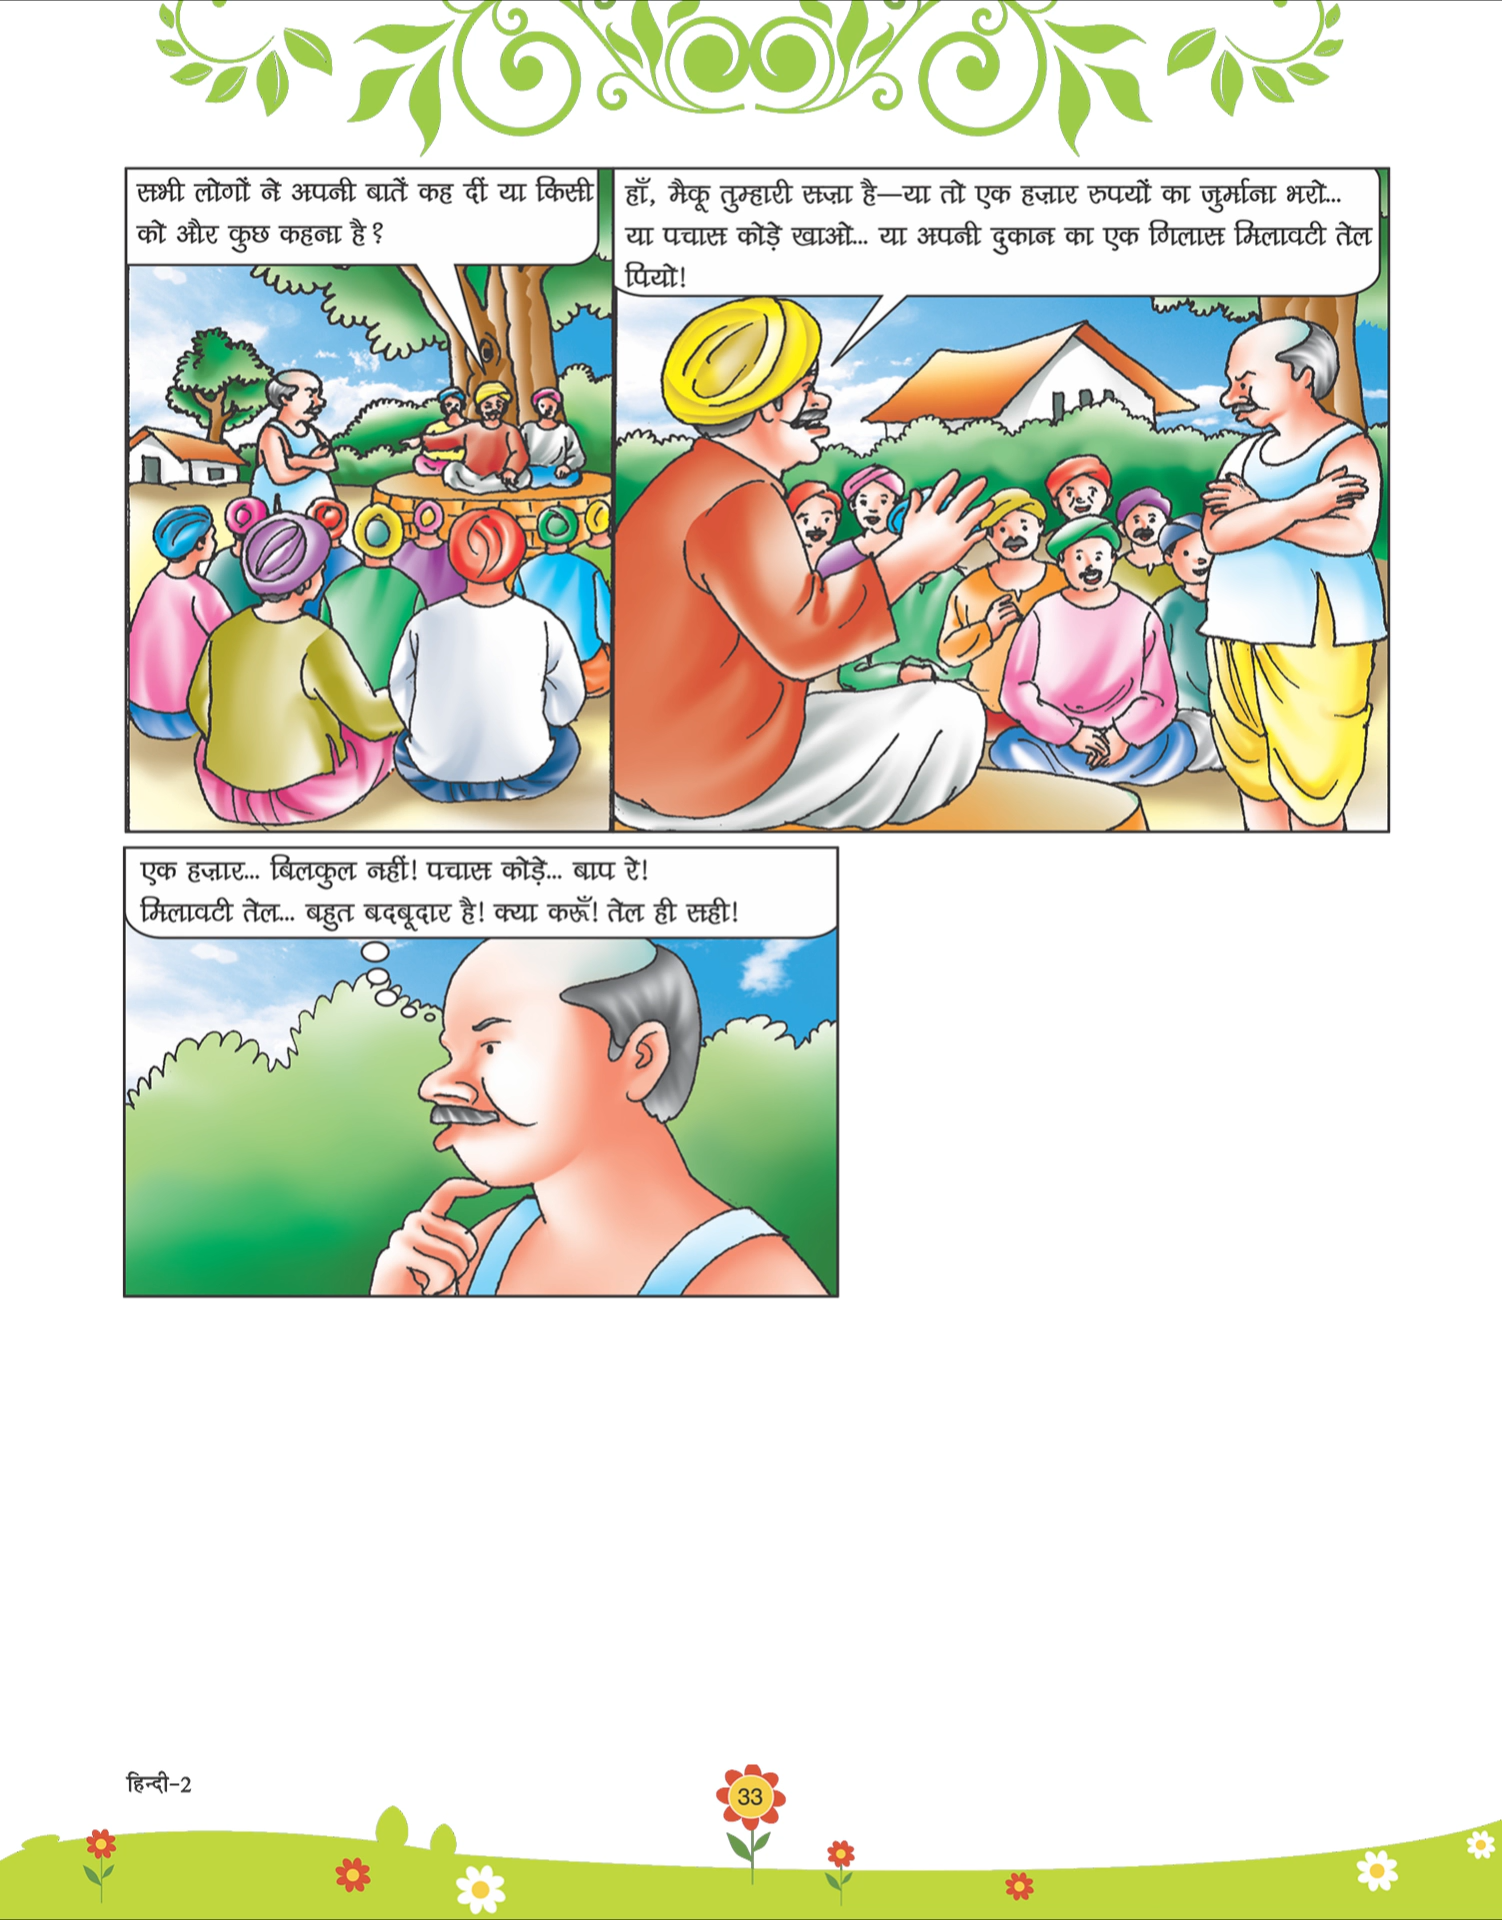 सभी लोगों ने अपनी बातें कह दीं या किसी
को और कुछ कहना है?
हाँ, मैकू तुम्हारी सज़ा है—या तो एक हज़ार रुपयों का जुर्माना भरो...
या पचास कोड़े खाओ... या अपनी दुकान का एक गिलास मिलावटी तेल
पियो!
एक हज़ार... बिलकुल नहीं! पचास कोड़े... बाप रे!
मिलावटी तेल... बहुत बदबूदार है! क्या करूँ! तेल ही सही!
हिन्दी-2
33